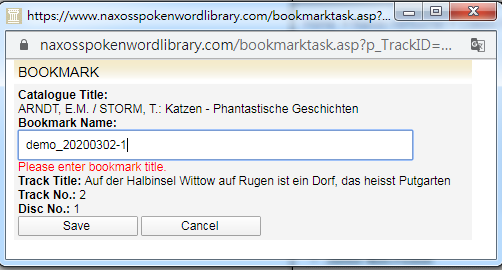 https://www.naxosspokenwordlibrary.com/bookmarktask.asp?...
naxosspokenwordlibrary.com/bookmarktask.asp?p_TrackID=...
BOOKMARK
Catalogue Title:
ARNDT, E.M. / STORM, T.: Katzen - Phantastische Geschichten
Bookmark Name:
demo_20200302-1
Please enter bookmark title.
Track Title: Auf der Halbinsel Wittow auf Rugen ist ein Dorf, das heisst Putgarten
Track No.: 2
Disc No.: 1
Save Cancel